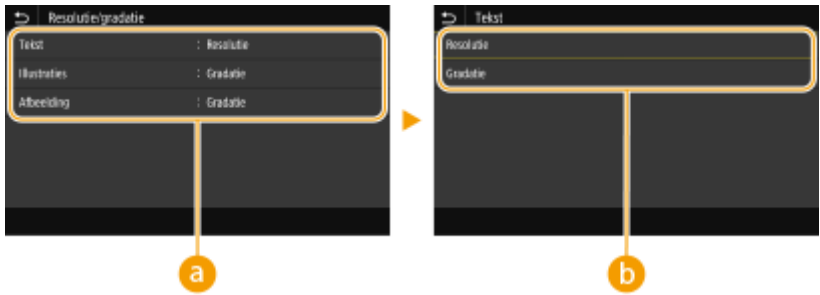 Resolutie/gradatie
Tekst : Resolutie
Illustraties : Gradatie
Afbeelding : Gradatie
a
Tekst
Resolutie
Gradatie
b